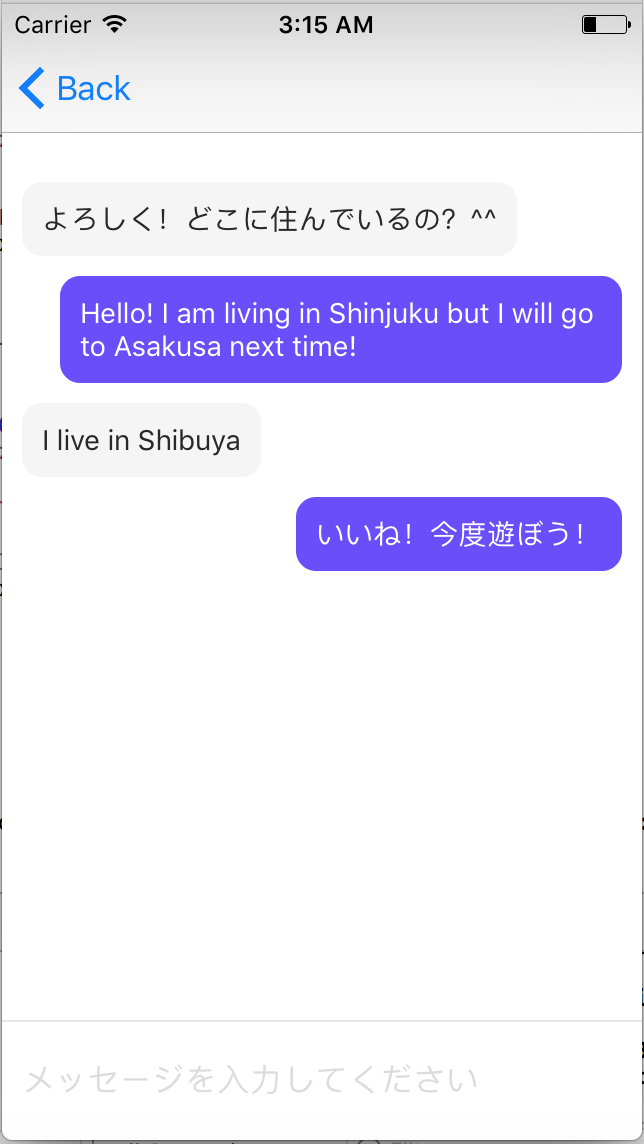 Carrier 3:15 AM
Back
よろしく！どこに住んでいるの？^^
Hello! I am living in Shinjuku but I will go
to Asakusa next time!
I live in Shibuya
いいね！今度遊ぼう！
メッセージを入力してください